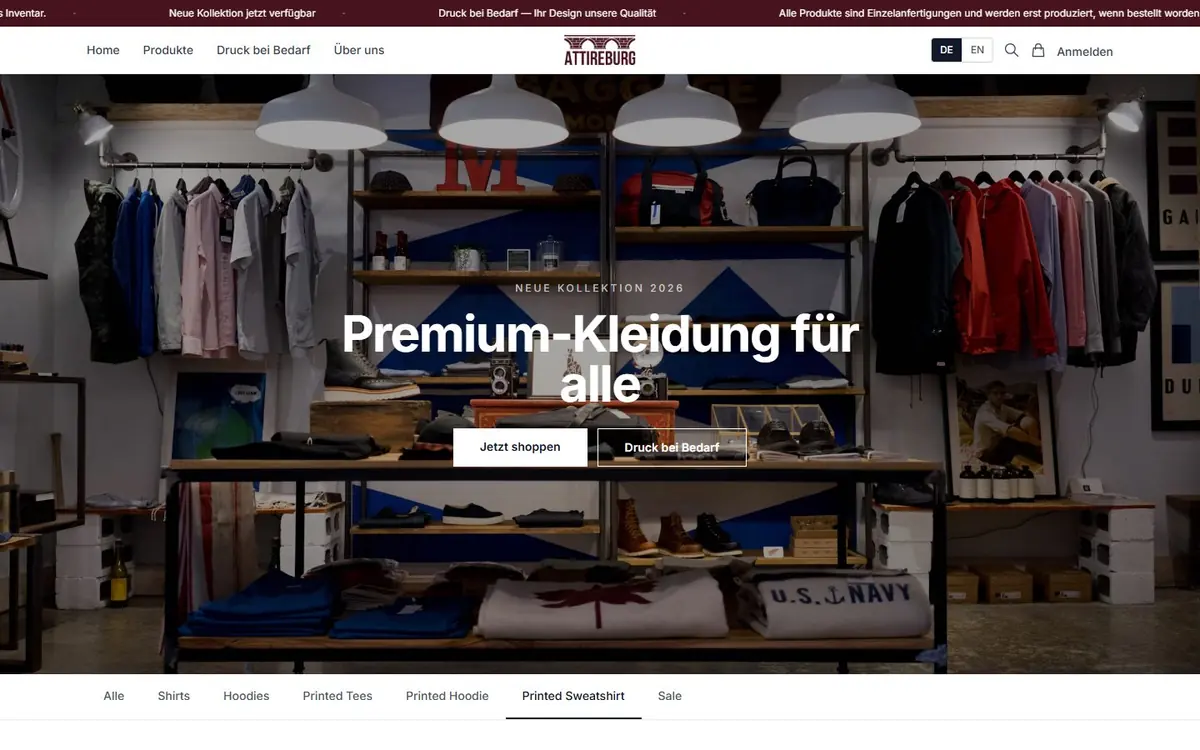 s Inventar.
Neue Kollektion jetzt verfügbar
Druck bei Bedarf — Ihr Design unsere Qualität
Alle Produkte sind Einzelanfertigungen und werden erst produziert, wenn bestellt worden
Home
Produkte
Druck bei Bedarf
Über uns
ATTIREBURG
DE
EN
Anmelden
M
GA
DU
NEUE KOLLEKTION 2026
Premium-Kleidung für
alle
Jetzt shoppen
Druck bei Bedarf
U.S. NAVY
Alle
Shirts
Hoodies
Printed Tees
Printed Hoodie
Printed Sweatshirt
Sale